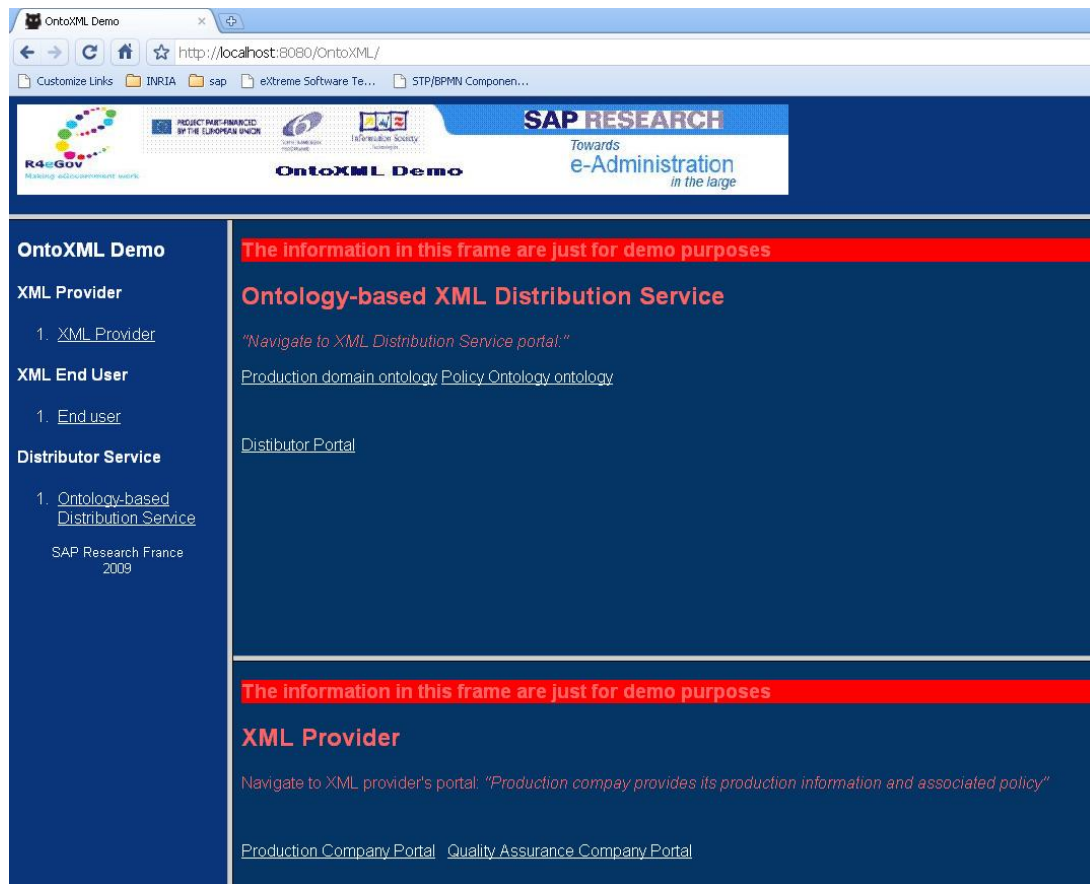 OntoXML Demo
http://localhost:8080/OntoXML/
Customize Links INRIA sap eXtreme Software Te... STP/BPMN Componen...
R4eGov
Making eGovernment work
PROJECT PART-FINANCED
BY THE EUROPEAN UNION
Information Society
Technologies
OntoXML Demo
SAP RESEARCH
Towards
e-Administration
in the large
OntoXML Demo
XML Provider
1. XML Provider
XML End User
1. End user
Distributor Service
1. Ontology-based
Distribution Service
SAP Research France
2009
The information in this frame are just for demo purposes
Ontology-based XML Distribution Service
"Navigate to XML Distribution Service portal:"
Production domain ontology Policy Ontology ontology
Distibutor Portal
The information in this frame are just for demo purposes
XML Provider
Navigate to XML provider's portal: "Production compay provides its production information and associated policy"
Production Company Portal Quality Assurance Company Portal